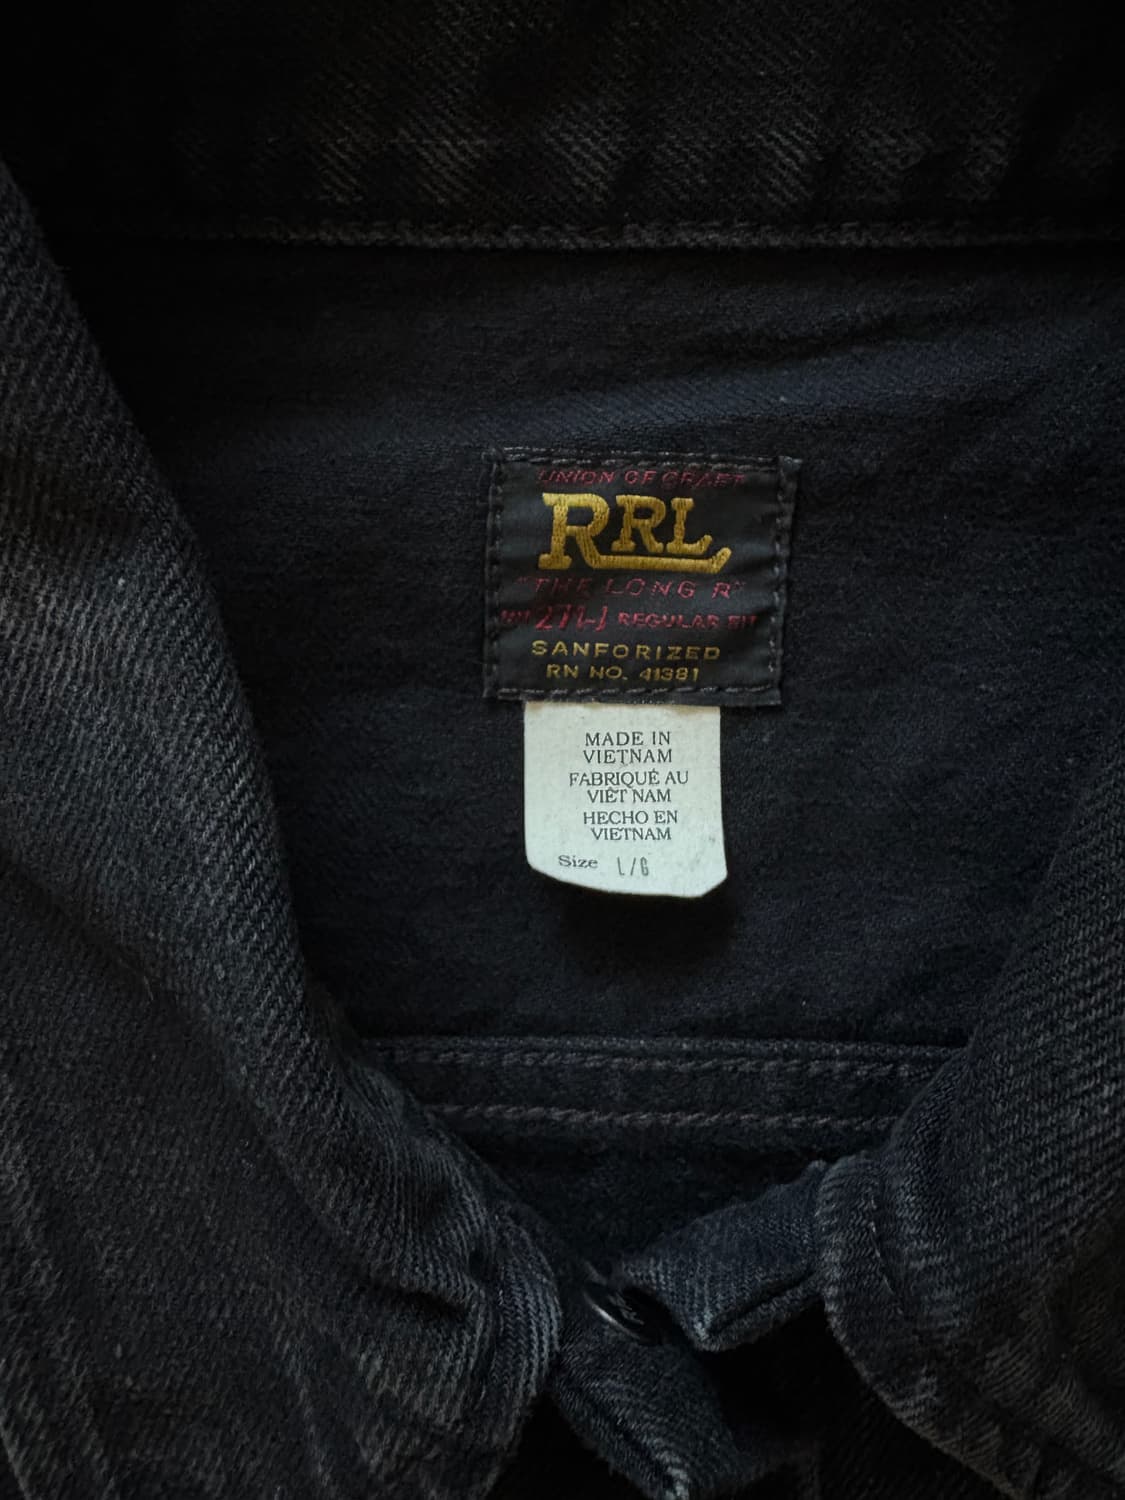 UNION OF CRAFT
RRL
"THE LONG R"
271-J REGULAR
SANFORIZED
RN NO. 41381
MADE IN
VIETNAM
FABRIQUÉ AU
VIÊT NAM
HECHO EN
VIETNAM
Size L/G